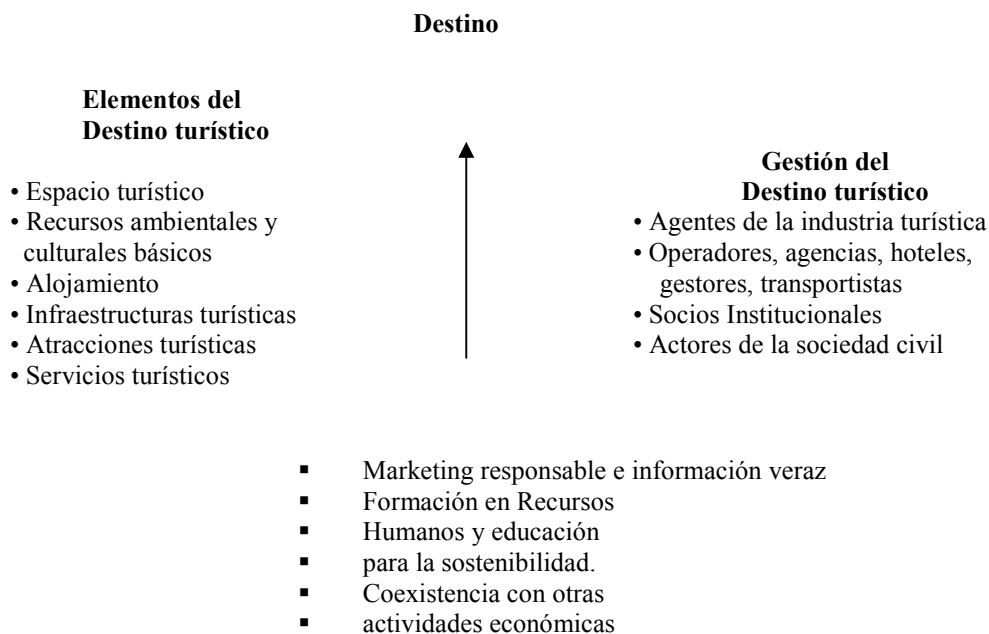 Destino
Elementos del
Destino turístico
• Espacio turístico
• Recursos ambientales y
culturales básicos
• Alojamiento
• Infraestructuras turísticas
• Atracciones turísticas
• Servicios turísticos
Gestión del
Destino turístico
• Agentes de la industria turística
• Operadores, agencias, hoteles,
gestores, transportistas
• Socios Institucionales
• Actores de la sociedad civil
▪ Marketing responsable e información veraz
▪ Formación en Recursos
▪ Humanos y educación
▪ para la sostenibilidad.
▪ Coexistencia con otras
▪ actividades económicas